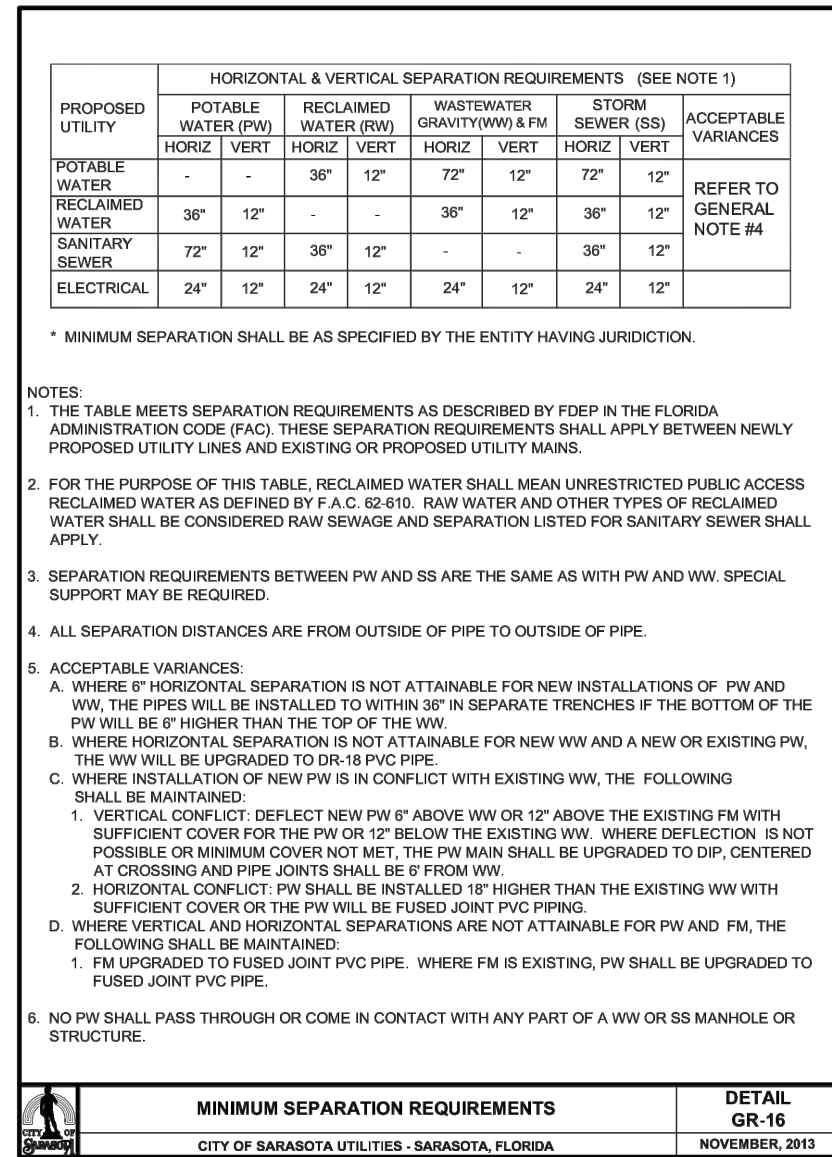 HORIZONTAL & VERTICAL SEPARATION REQUIREMENTS (SEE NOTE 1)
PROPOSED UTILITY POTABLE WATER (PW) RECLAIMED WATER (RW) WASTEWATER GRAVITY(WW) & FM STORM SEWER (SS) ACCEPTABLE VARIANCES
HORIZ VERT HORIZ VERT HORIZ VERT HORIZ VERT
POTABLE WATER - - 36" 12" 72" 12" 72" 12" REFER TO GENERAL NOTE #4
RECLAIMED WATER 36" 12" - - 36" 12" 36" 12"
SANITARY SEWER 72" 12" 36" 12" - - 36" 12"
ELECTRICAL 24" 12" 24" 12" 24" 12" 24" 12"
* MINIMUM SEPARATION SHALL BE AS SPECIFIED BY THE ENTITY HAVING JURIDICTION.
NOTES:
1. THE TABLE MEETS SEPARATION REQUIREMENTS AS DESCRIBED BY FDEP IN THE FLORIDA
ADMINISTRATION CODE (FAC). THESE SEPARATION REQUIREMENTS SHALL APPLY BETWEEN NEWLY
PROPOSED UTILITY LINES AND EXISTING OR PROPOSED UTILITY MAINS.
2. FOR THE PURPOSE OF THIS TABLE, RECLAIMED WATER SHALL MEAN UNRESTRICTED PUBLIC ACCESS
RECLAIMED WATER AS DEFINED BY F.A.C. 62-610. RAW WATER AND OTHER TYPES OF RECLAIMED
WATER SHALL BE CONSIDERED RAW SEWAGE AND SEPARATION LISTED FOR SANITARY SEWER SHALL
APPLY.
3. SEPARATION REQUIREMENTS BETWEEN PW AND SS ARE THE SAME AS WITH PW AND WW. SPECIAL
SUPPORT MAY BE REQUIRED.
4. ALL SEPARATION DISTANCES ARE FROM OUTSIDE OF PIPE TO OUTSIDE OF PIPE.
5. ACCEPTABLE VARIANCES:
A. WHERE 6" HORIZONTAL SEPARATION IS NOT ATTAINABLE FOR NEW INSTALLATIONS OF PW AND
WW, THE PIPES WILL BE INSTALLED TO WITHIN 36" IN SEPARATE TRENCHES IF THE BOTTOM OF THE
PW WILL BE 6" HIGHER THAN THE TOP OF THE WW.
B. WHERE HORIZONTAL SEPARATION IS NOT ATTAINABLE FOR NEW WW AND A NEW OR EXISTING PW,
THE WW WILL BE UPGRADED TO DR-18 PVC PIPE.
C. WHERE INSTALLATION OF NEW PW IS IN CONFLICT WITH EXISTING WW, THE FOLLOWING
SHALL BE MAINTAINED:
1. VERTICAL CONFLICT: DEFLECT NEW PW 6" ABOVE WW OR 12" ABOVE THE EXISTING FM WITH
SUFFICIENT COVER FOR THE PW OR 12" BELOW THE EXISTING WW. WHERE DEFLECTION IS NOT
POSSIBLE OR MINIMUM COVER NOT MET, THE PW MAIN SHALL BE UPGRADED TO DIP, CENTERED
AT CROSSING AND PIPE JOINTS SHALL BE 6' FROM WW.
2. HORIZONTAL CONFLICT: PW SHALL BE INSTALLED 18" HIGHER THAN THE EXISTING WW WITH
SUFFICIENT COVER OR THE PW WILL BE FUSED JOINT PVC PIPING.
D. WHERE VERTICAL AND HORIZONTAL SEPARATIONS ARE NOT ATTAINABLE FOR PW AND FM, THE
FOLLOWING SHALL BE MAINTAINED:
1. FM UPGRADED TO FUSED JOINT PVC PIPE. WHERE FM IS EXISTING, PW SHALL BE UPGRADED TO
FUSED JOINT PVC PIPE.
6. NO PW SHALL PASS THROUGH OR COME IN CONTACT WITH ANY PART OF A WW OR SS MANHOLE OR
STRUCTURE.
CITY OF
SARASOTA
MINIMUM SEPARATION REQUIREMENTS
CITY OF SARASOTA UTILITIES - SARASOTA, FLORIDA
DETAIL
GR-16
NOVEMBER, 2013